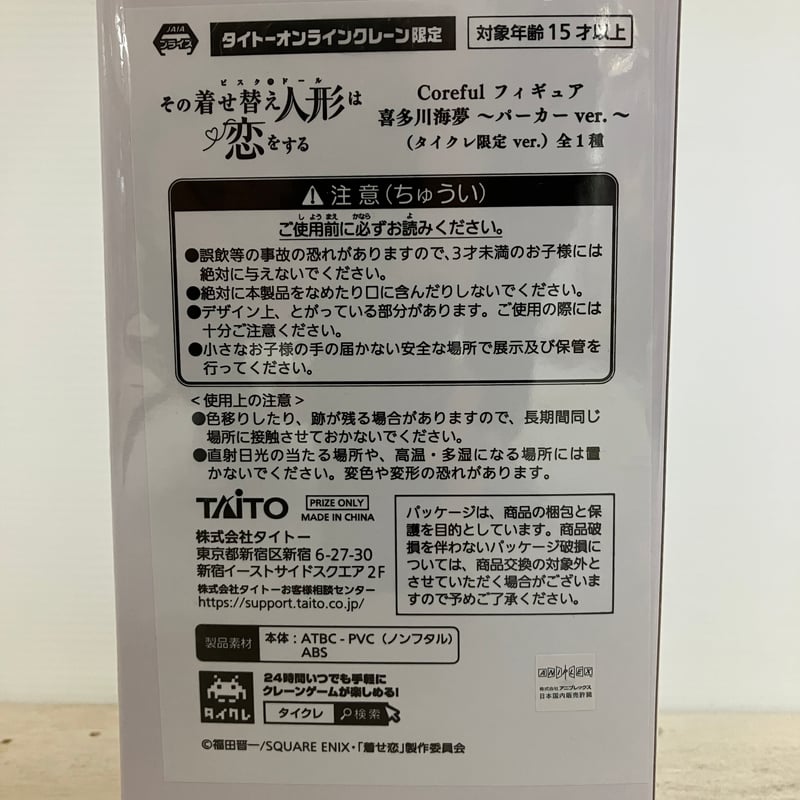 JAIA
プライズ
タイトーオンラインクレーン限定
対象年齢15才以上
その着せ替え人形は
ビスク●ドール
恋をする
Coreful フィギュア
喜多川海夢 ～パーカー ver.～
（タイクレ限定 ver.）全1種
注意（ちゅうい）
しようまえ かなら よ
ご使用前に必ずお読みください。
●誤飲等の事故の恐れがありますので、3才未満のお子様には
絶対に与えないでください。
●絶対に本製品をなめたり口に含んだりしないでください。
●デザイン上、とがっている部分があります。ご使用の際には
十分ご注意ください。
●小さなお子様の手の届かない安全な場所で展示及び保管を
行ってください。
＜使用上の注意＞
●色移りしたり、跡が残る場合がありますので、長期間同じ
場所に接触させておかないでください。
●直射日光の当たる場所や、高温・多湿になる場所には置
かないでください。変色や変形の恐れがあります。
TAITO
PRIZE ONLY
MADE IN CHINA
株式会社タイトー
東京都新宿区新宿 6-27-30
新宿イーストサイドスクエア 2F
株式会社タイトーお客様相談センター
https://support.taito.co.jp/
パッケージは、商品の梱包と保
護を目的としています。商品破
損を伴わないパッケージ破損に
ついては、商品交換の対象外と
させていただく場合がございま
すので予めご了承ください。
製品素材
本体：ATBC - PVC（ノンフタル）
ABS
タイクレ
24時間いつでも手軽に
クレーンゲームが楽しめる!
タイクレ
検索
ANIPLEX
株式会社アニプレックス
日本国内販売許諾
©福田晋一/SQUARE ENIX・「着せ恋」製作委員会